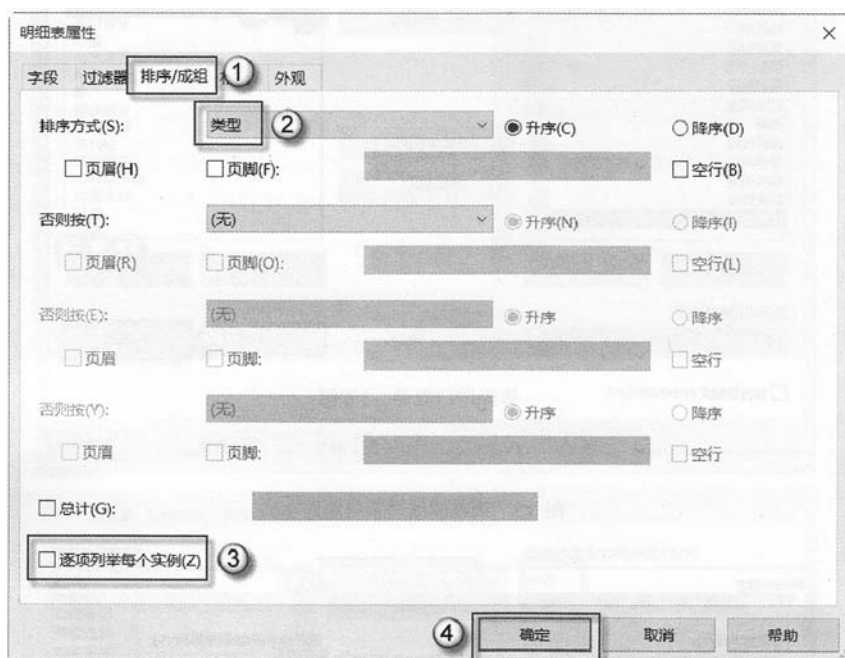 明细表属性 ×
字段 过滤器 排序/成组 ① 外观
排序方式(S): 类型 ② 升序(C) 降序(D)
页眉(H) 页脚(F): 空行(B)
否则按(T): (无) 升序(N) 降序(I)
页眉(R) 页脚(O): 空行(L)
否则按(E): (无) 升序 降序
页眉 页脚: 空行
否则按(Y): (无) 升序 降序
页眉 页脚: 空行
总计(G):
逐项列举每个实例(Z) ③
④ 确定 取消 帮助